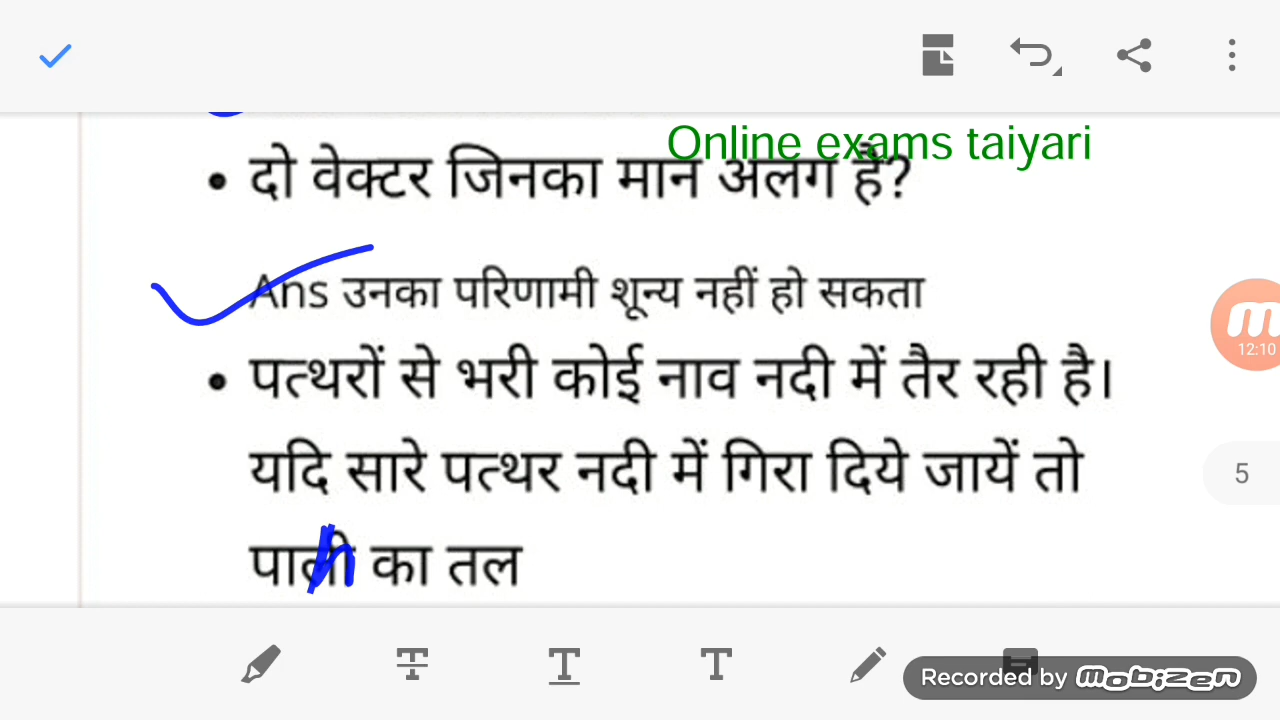 Online exams taiyari
• दो वेक्टर जिनका मान अलग है?
Ans उनका परिणामी शून्य नहीं हो सकता
• पत्थरों से भरी कोई नाव नदी में तैर रही है।
यदि सारे पत्थर नदी में गिरा दिये जायें तो
का तल
12:10
5
T T T
Recorded by mobizen